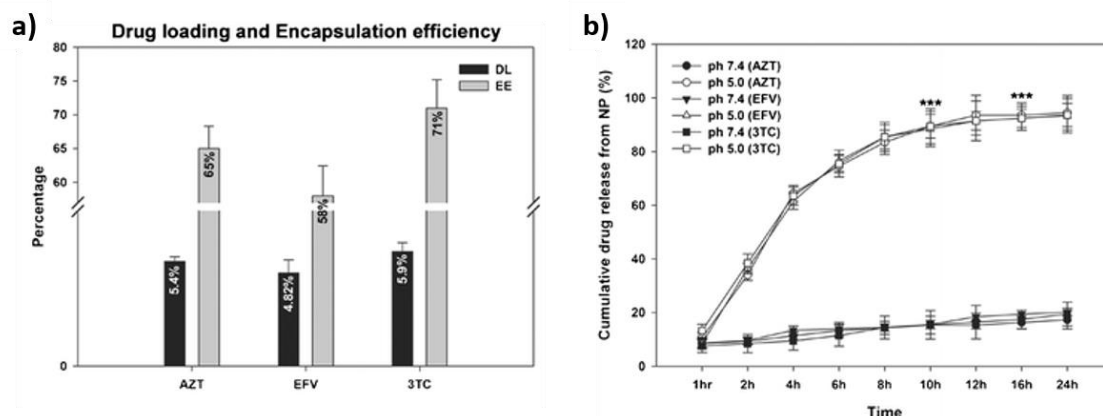 a)
Drug loading and Encapsulation efficiency
80
75
70
65
60
0
Percentage
DL
EE
5.4%
65%
4.82%
58%
5.9%
71%
AZT EFV 3TC
b)
120
100
80
60
40
20
0
Cumulative drug release from NP (%)
ph 7.4 (AZT)
ph 5.0 (AZT)
ph 7.4 (EFV)
ph 5.0 (EFV)
ph 7.4 (3TC)
ph 5.0 (3TC)
*** ***
1hr 2h 4h 6h 8h 10h 12h 16h 24h
Time